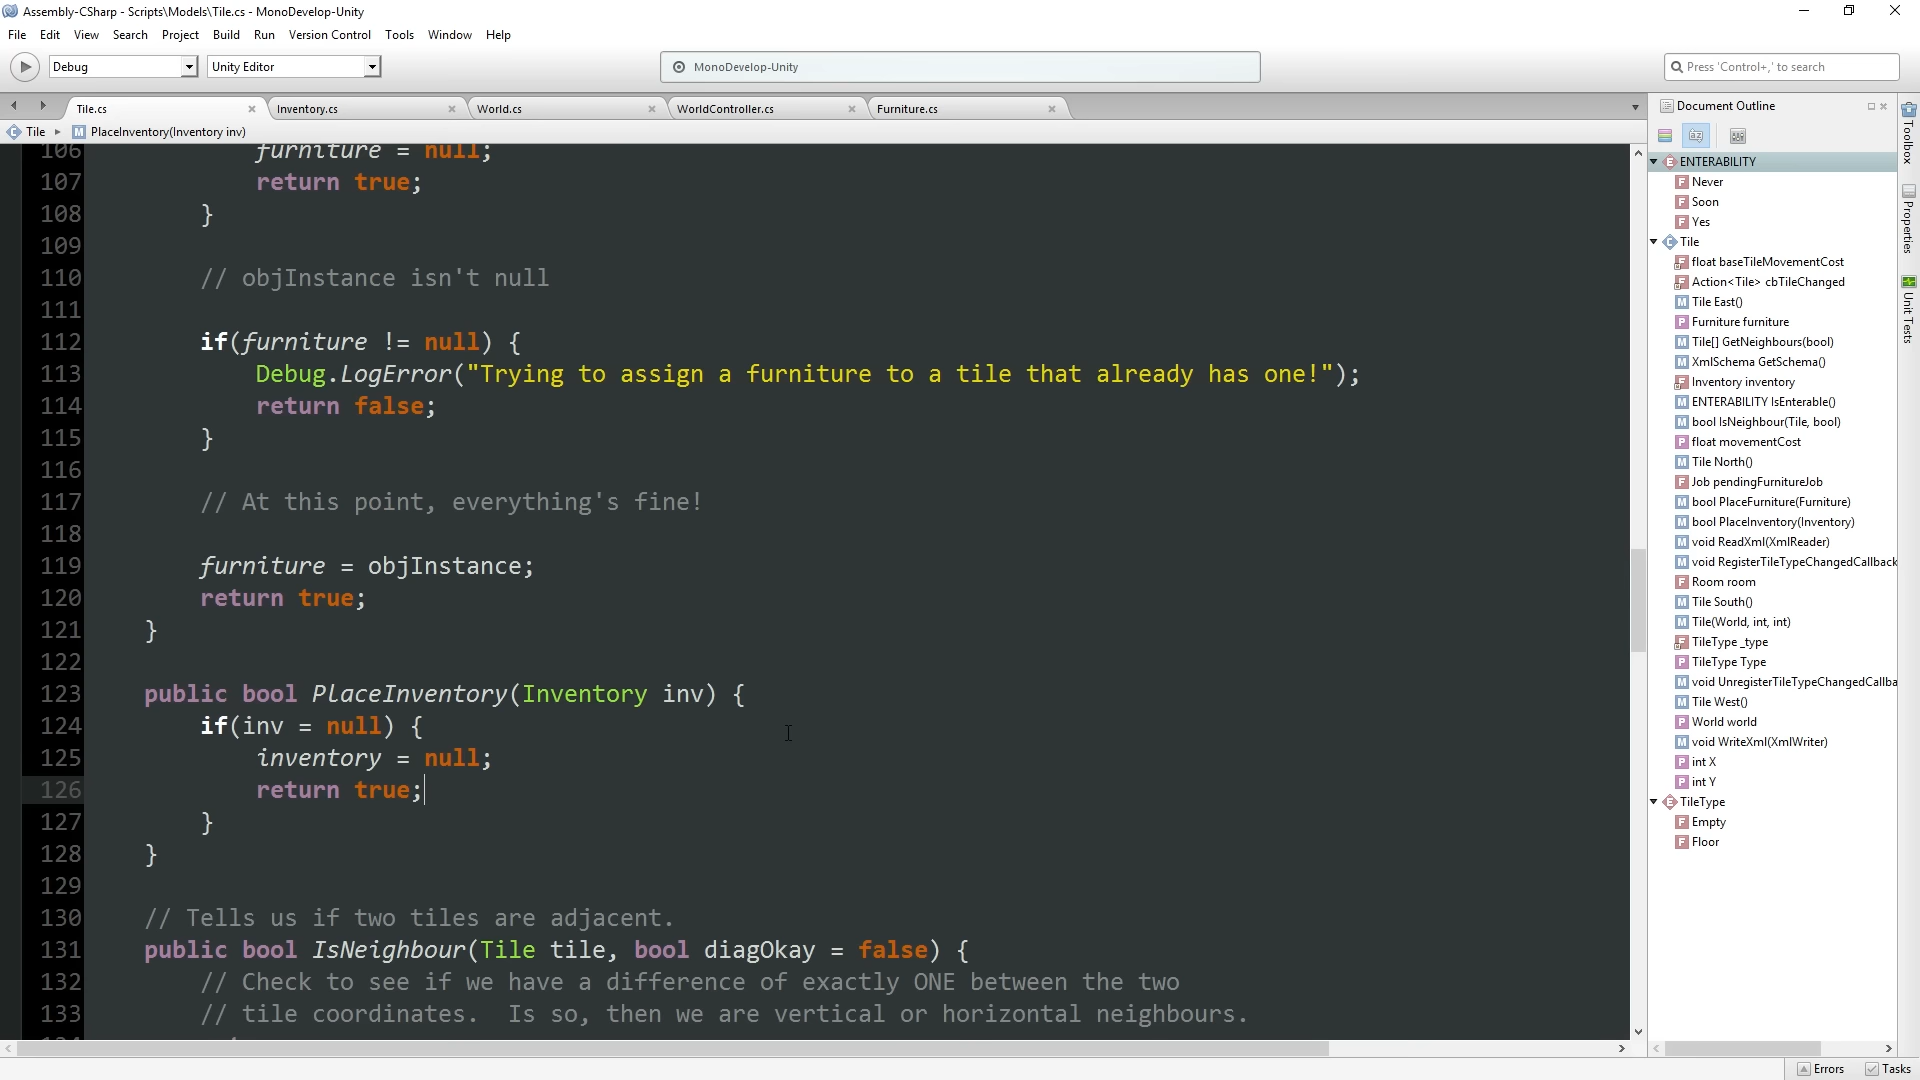 Assembly-CSharp - Scripts\Models\Tile.cs - MonoDevelop-Unity
File Edit View Search Project Build Run Version Control Tools Window Help
Debug Unity Editor MonoDevelop-Unity Press 'Control+,' to search
Tile.cs Inventory.cs World.cs WorldController.cs Furniture.cs
Tile PlaceInventory(Inventory inv)
106 furniture = null;
107 return true;
108 }
109
110 // objInstance isn't null
111
112 if(furniture != null) {
113 Debug.LogError("Trying to assign a furniture to a tile that already has one!");
114 return false;
115 }
116
117 // At this point, everything's fine!
118
119 furniture = objInstance;
120 return true;
121 }
122
123 public bool PlaceInventory(Inventory inv) {
124 if(inv = null) {
125 inventory = null;
126 return true;
127 }
128 }
129
130 // Tells us if two tiles are adjacent.
131 public bool IsNeighbour(Tile tile, bool diagOkay = false) {
132 // Check to see if we have a difference of exactly ONE between the two
133 // tile coordinates.  Is so, then we are vertical or horizontal neighbours.
Document Outline
ENTERABILITY
Never
Soon
Yes
Tile
float baseTileMovementCost
Action<Tile> cbTileChanged
Tile East()
Furniture furniture
Tile[] GetNeighbours(bool)
XmlSchema GetSchema()
Inventory inventory
ENTERABILITY IsEnterable()
bool IsNeighbour(Tile, bool)
float movementCost
Tile North()
Job pendingFurnitureJob
bool PlaceFurniture(Furniture)
bool PlaceInventory(Inventory)
void ReadXml(XmlReader)
void RegisterTileTypeChangedCallback
Room room
Tile South()
Tile(World, int, int)
TileType _type
TileType Type
void UnregisterTileTypeChangedCallba
Tile West()
World world
void WriteXml(XmlWriter)
int X
int Y
TileType
Empty
Floor
Toolbox
Properties
Unit Tests
Errors Tasks